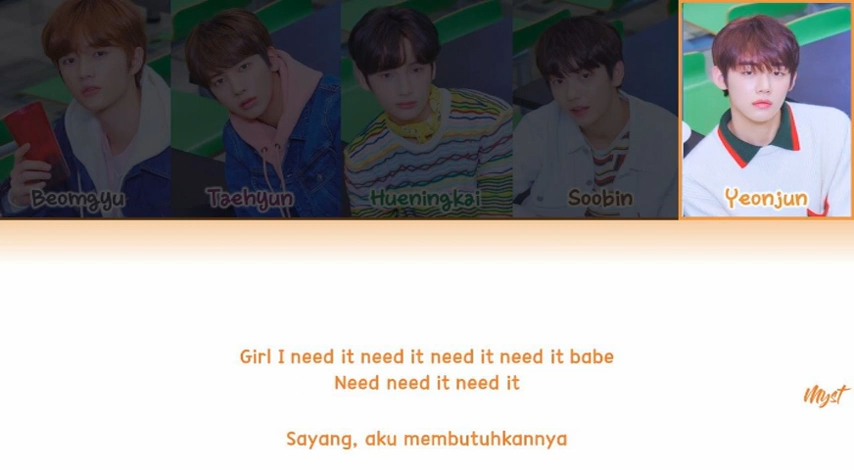 Beomgyu
Taehyun
Hueningkai
Soobin
Yeonjun
Girl I need it need it need it need it babe
Need need it need it
Myst
Sayang, aku membutuhkannya